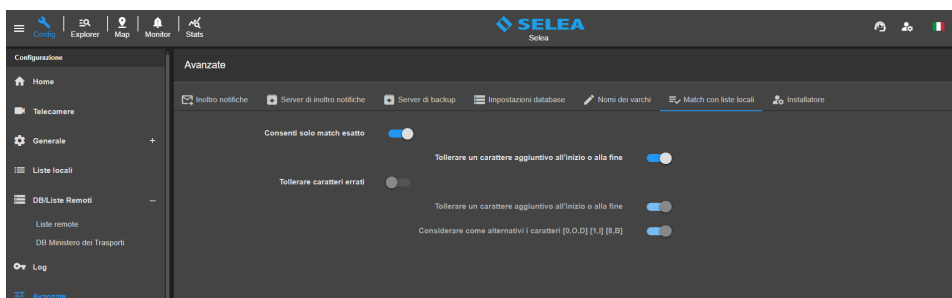 Config
Explorer
Map
Monitor
Stats
SELEA
Selea
Configurazione
Home
Telecamere
Generale +
Liste locali
DB/Liste Remoti −
Liste remote
DB Ministero dei Trasporti
Log
Avanzate
Avanzate
Inoltro notifiche
Server di inoltro notifiche
Server di backup
Impostazioni database
Nomi dei varchi
Match con liste locali
Installatore
Consenti solo match esatto
Tollerare un carattere aggiuntivo all'inizio o alla fine
Tollerare caratteri errati
Tollerare un carattere aggiuntivo all'inizio o alla fine
Considerare come alternativi i caratteri [0,O,D] [1,I] [8,B]